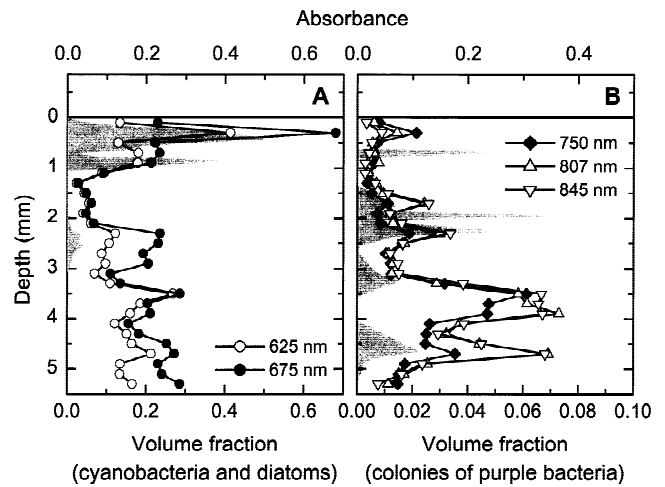 Absorbance
0.0 0.2 0.4 0.6 0.0 0.2 0.4
A B
0
1
2
3
4
5
Depth (mm)
750 nm
807 nm
845 nm
625 nm
675 nm
0.0 0.2 0.4 0.00 0.02 0.04 0.06 0.08 0.10
Volume fraction Volume fraction
(cyanobacteria and diatoms) (colonies of purple bacteria)